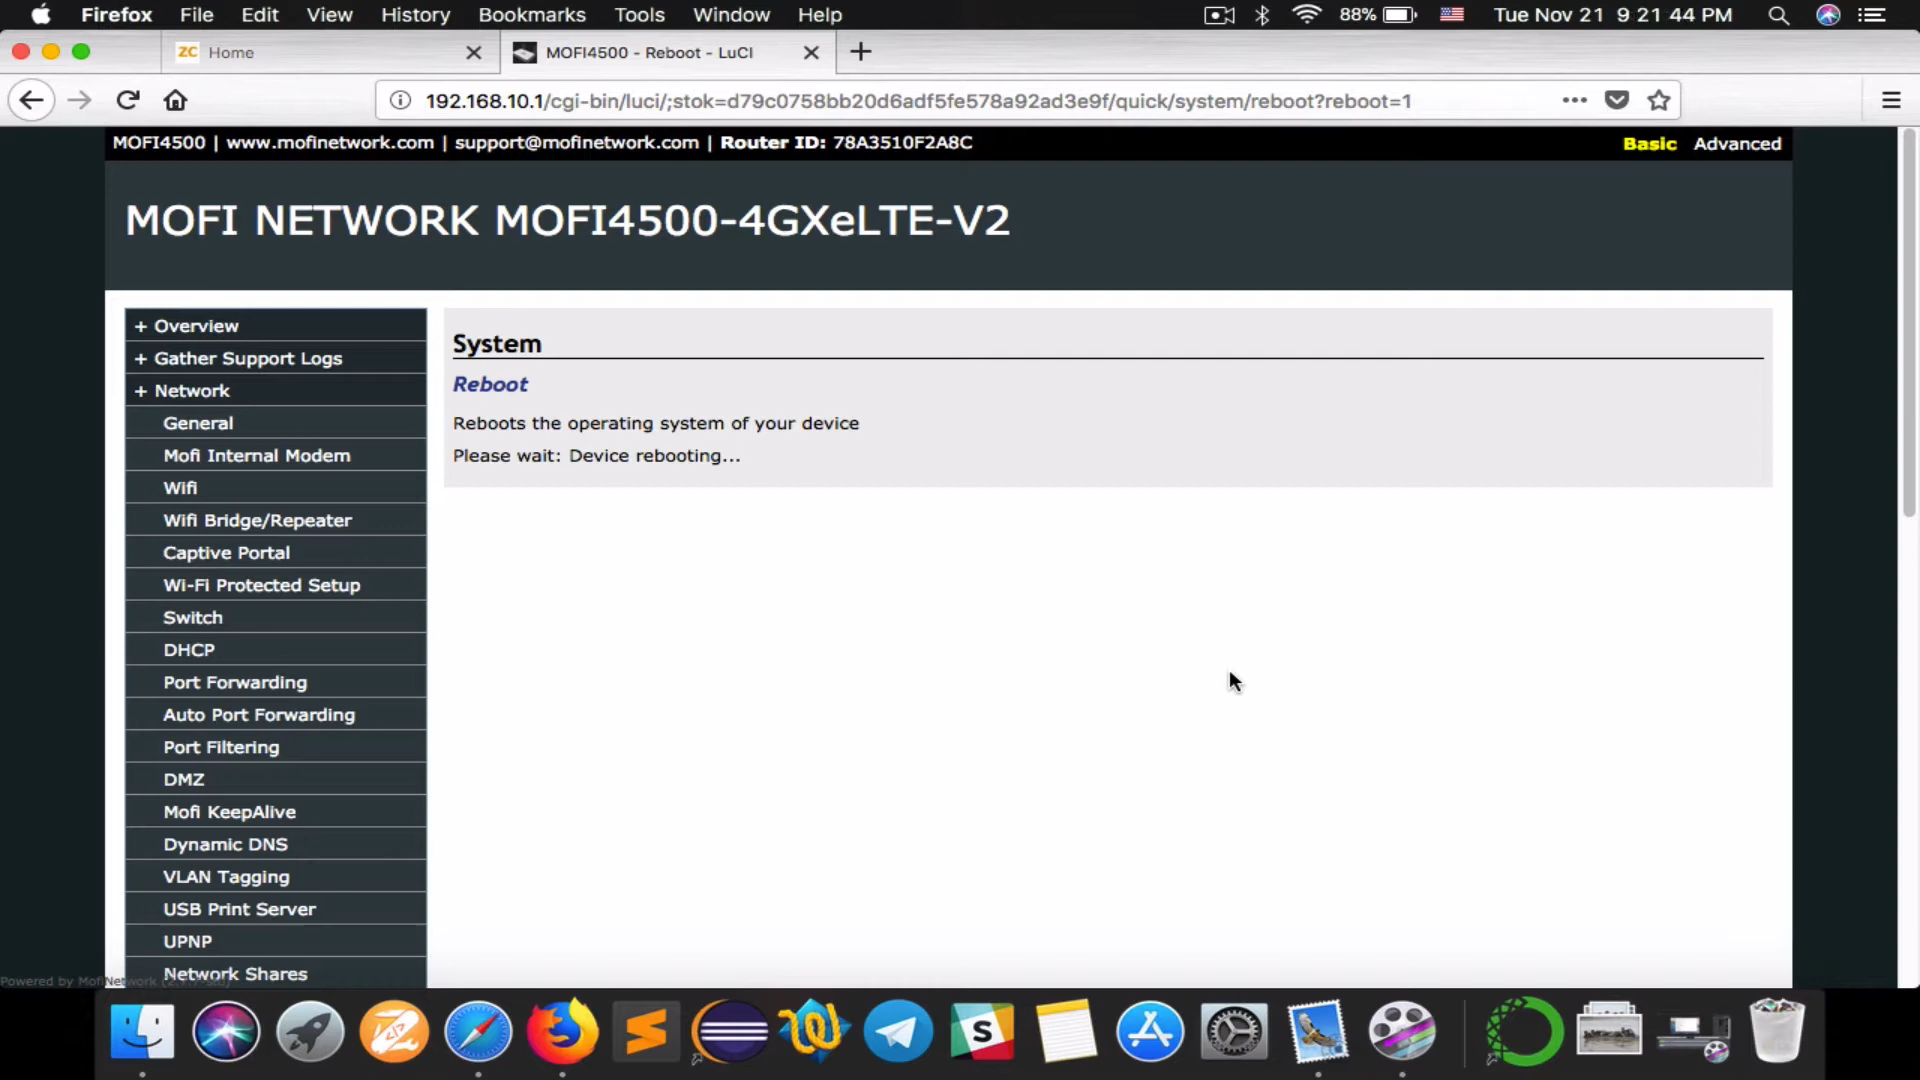 Firefox File Edit View History Bookmarks Tools Window Help 88% Tue Nov 21 9 21 44 PM
ZC Home MOFI4500 - Reboot - LuCI
192.168.10.1/cgi-bin/luci/;stok=d79c0758bb20d6adf5fe578a92ad3e9f/quick/system/reboot?reboot=1
MOFI4500 | www.mofinetwork.com | support@mofinetwork.com | Router ID: 78A3510F2A8C Basic Advanced
MOFI NETWORK MOFI4500-4GXeLTE-V2
+ Overview
+ Gather Support Logs
+ Network
General
Mofi Internal Modem
Wifi
Wifi Bridge/Repeater
Captive Portal
Wi-Fi Protected Setup
Switch
DHCP
Port Forwarding
Auto Port Forwarding
Port Filtering
DMZ
Mofi KeepAlive
Dynamic DNS
VLAN Tagging
USB Print Server
UPNP
Network Shares
System
Reboot
Reboots the operating system of your device
Please wait: Device rebooting...
Powered by MofiNetwork
S
S